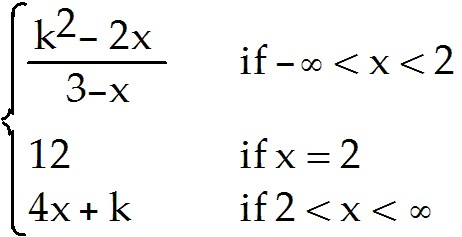 k² – 2x
3–x
if –∞ < x < 2
12 if x = 2
4x + k if 2 < x < ∞